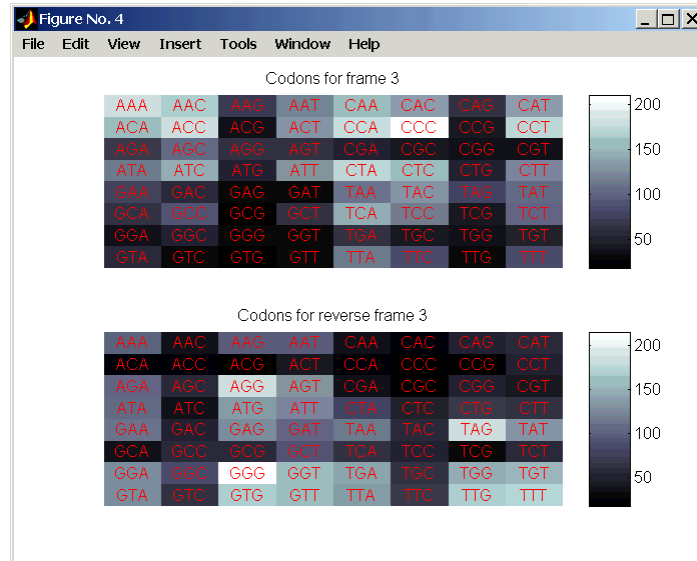 Figure No. 4
File Edit View Insert Tools Window Help
Codons for frame 3
AAA AAC AAG AAT CAA CAC CAG CAT
ACA ACC ACG ACT CCA CCC CCG CCT
AGA AGC AGG AGT CGA CGC CGG CGT
ATA ATC ATG ATT CTA CTC CTG CTT
GAA GAC GAG GAT TAA TAC TAG TAT
GCA GCC GCG GCT TCA TCC TCG TCT
GGA GGC GGG GGT TGA TGC TGG TGT
GTA GTC GTG GTT TTA TTC TTG TTT
200
150
100
50
Codons for reverse frame 3
AAA AAC AAG AAT CAA CAC CAG CAT
ACA ACC ACG ACT CCA CCC CCG CCT
AGA AGC AGG AGT CGA CGC CGG CGT
ATA ATC ATG ATT CTA CTC CTG CTT
GAA GAC GAG GAT TAA TAC TAG TAT
GCA GCC GCG GCT TCA TCC TCG TCT
GGA GGC GGG GGT TGA TGC TGG TGT
GTA GTC GTG GTT TTA TTC TTG TTT
200
150
100
50